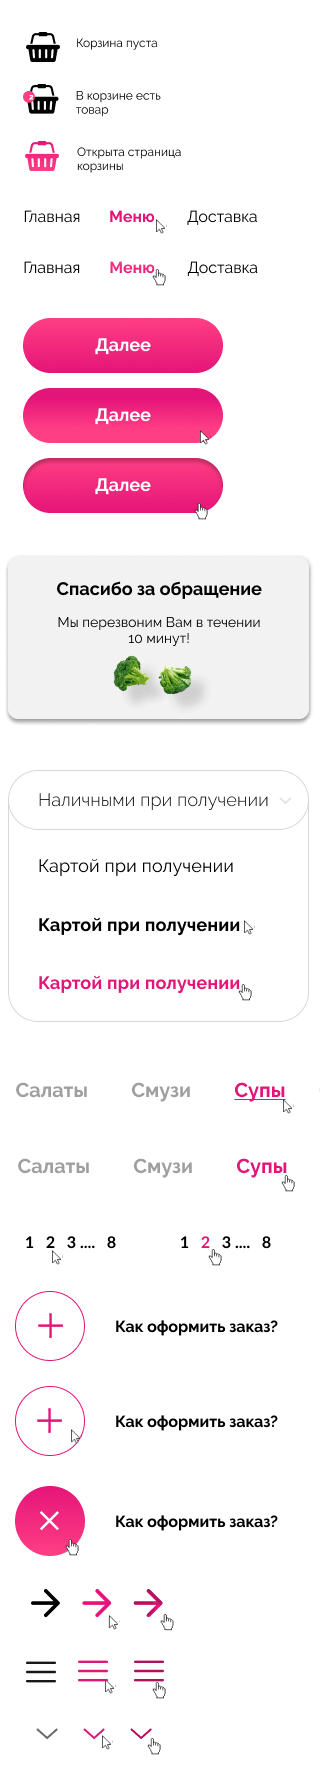 Корзина пуста
В корзине есть
товар
Открыта страница
корзины
Главная Меню Доставка
Главная Меню Доставка
Далее
Далее
Далее
Спасибо за обращение
Мы перезвоним Вам в течении
10 минут!
Наличными при получении
Картой при получении
Картой при получении
Картой при получении
Салаты Смузи Супы
Салаты Смузи Супы
1 2 3 .... 8 1 2 3 .... 8
Как оформить заказ?
Как оформить заказ?
Как оформить заказ?